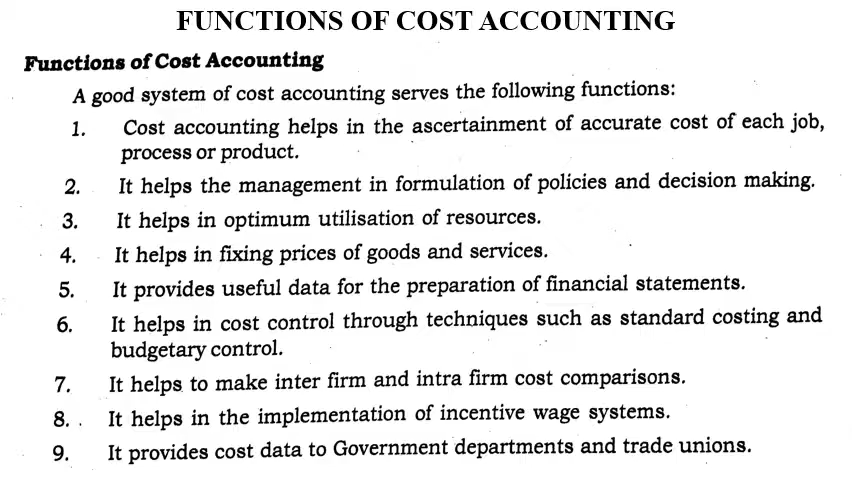 FUNCTIONS OF COST ACCOUNTING
Functions of Cost Accounting
A good system of cost accounting serves the following functions:
1. Cost accounting helps in the ascertainment of accurate cost of each job,
process or product.
2. It helps the management in formulation of policies and decision making.
3. It helps in optimum utilisation of resources.
4. It helps in fixing prices of goods and services.
5. It provides useful data for the preparation of financial statements.
6. It helps in cost control through techniques such as standard costing and
budgetary control.
7. It helps to make inter firm and intra firm cost comparisons.
8. It helps in the implementation of incentive wage systems.
9. It provides cost data to Government departments and trade unions.